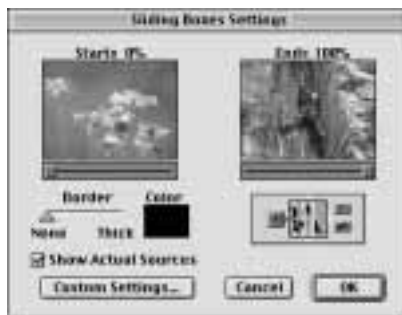 Sliding Boxes Settings
Start: 0%
End: 100%
Border
Color
None
Thick
Show Actual Sources
Custom Settings...
Cancel
OK